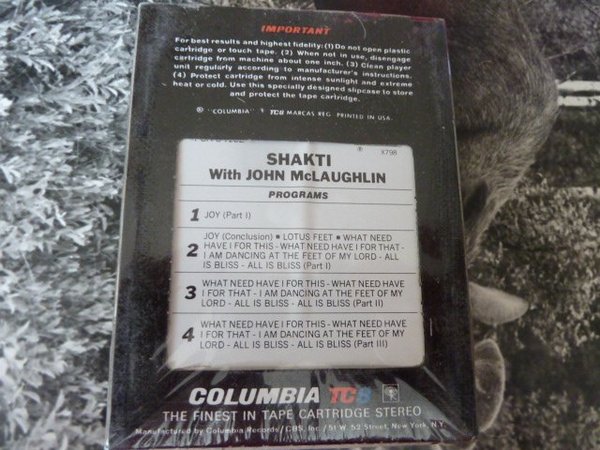 IMPORTANT
For best results and highest fidelity: (1) Do not open plastic
cartridge or touch tape. (2) When not in use, disengage
cartridge from machine about one inch. (3) Clean player
unit regularly according to manufacturer's instructions.
(4) Protect cartridge from intense sunlight and extreme
heat or cold. Use this specially designed slipcase to store
and protect the tape cartridge.
® "COLUMBIA" TC8 MARCAS REG. PRINTED IN USA.
® X798
SHAKTI
With JOHN McLAUGHLIN
PROGRAMS
1 JOY (Part I)
2 JOY (Conclusion) ■ LOTUS FEET ■ WHAT NEED
HAVE I FOR THIS - WHAT NEED HAVE I FOR THAT -
I AM DANCING AT THE FEET OF MY LORD - ALL
IS BLISS - ALL IS BLISS (Part I)
3 WHAT NEED HAVE I FOR THIS - WHAT NEED HAVE
I FOR THAT - I AM DANCING AT THE FEET OF MY
LORD - ALL IS BLISS - ALL IS BLISS (Part II)
4 WHAT NEED HAVE I FOR THIS - WHAT NEED HAVE
I FOR THAT - I AM DANCING AT THE FEET OF MY
LORD - ALL IS BLISS - ALL IS BLISS (Part III)
COLUMBIA TC8
THE FINEST IN TAPE CARTRIDGE STEREO
Manufactured by Columbia Records / CBS, Inc. / 51 W. 52 Street, New York, N.Y.